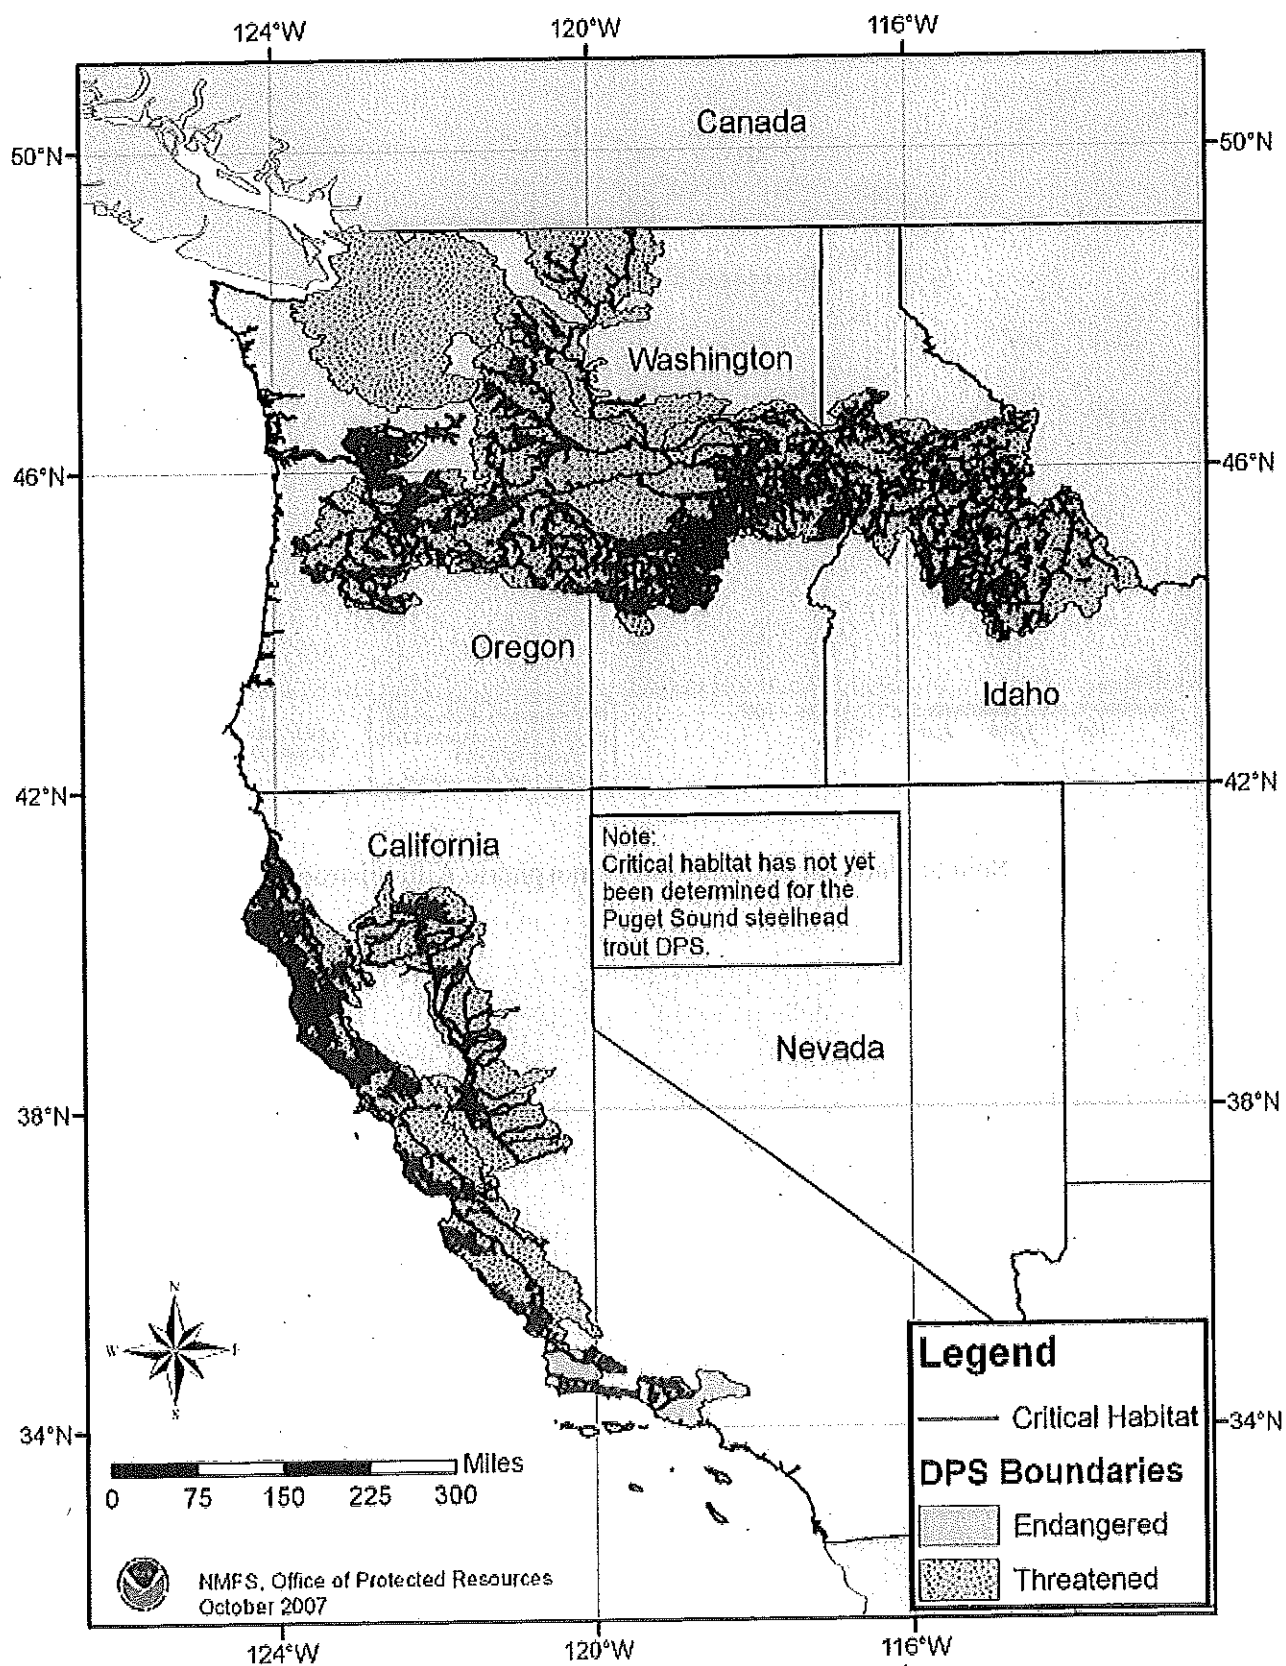 124°W 120°W 116°W
Canada
50°N 50°N
Washington
46°N 46°N
Oregon
Idaho
42°N 42°N
California
Note:
Critical habitat has not yet
been determined for the
Puget Sound steelhead
trout DPS.
Nevada
38°N 38°N
N
W E
S
Legend
Critical Habitat
34°N 34°N
Miles
0 75 150 225 300
DPS Boundaries
Endangered
Threatened
NMFS, Office of Protected Resources
October 2007
124°W 120°W 116°W